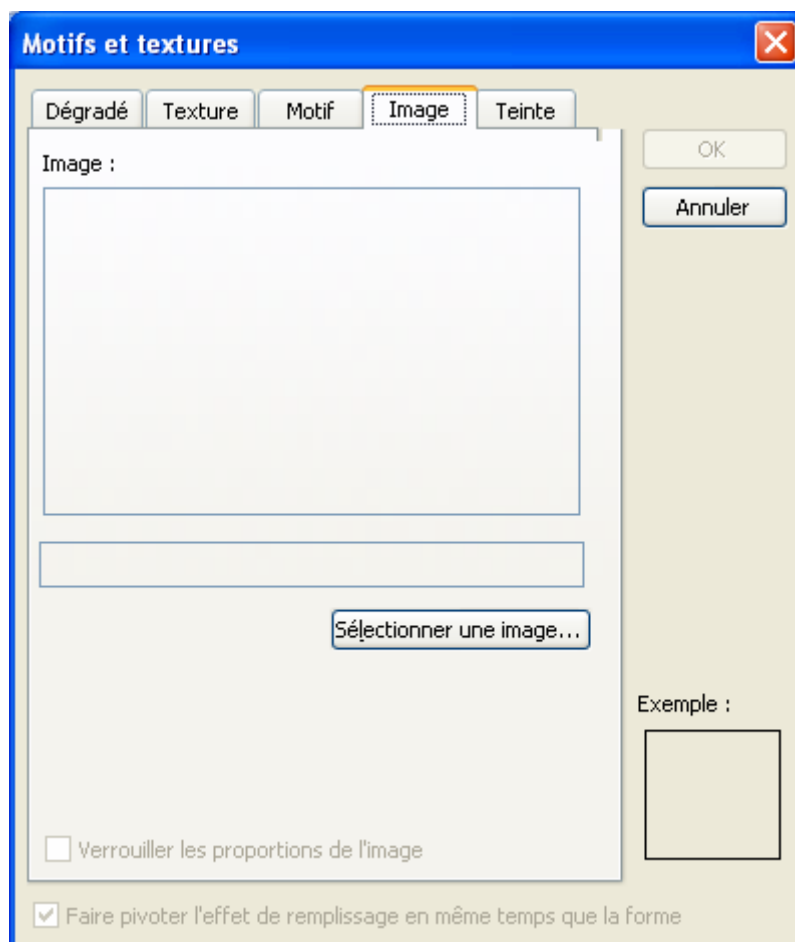 Motifs et textures
Dégradé Texture Motif Image Teinte
OK
Image :
Annuler
Sélectionner une image...
Exemple :
Verrouiller les proportions de l'image
Faire pivoter l'effet de remplissage en même temps que la forme